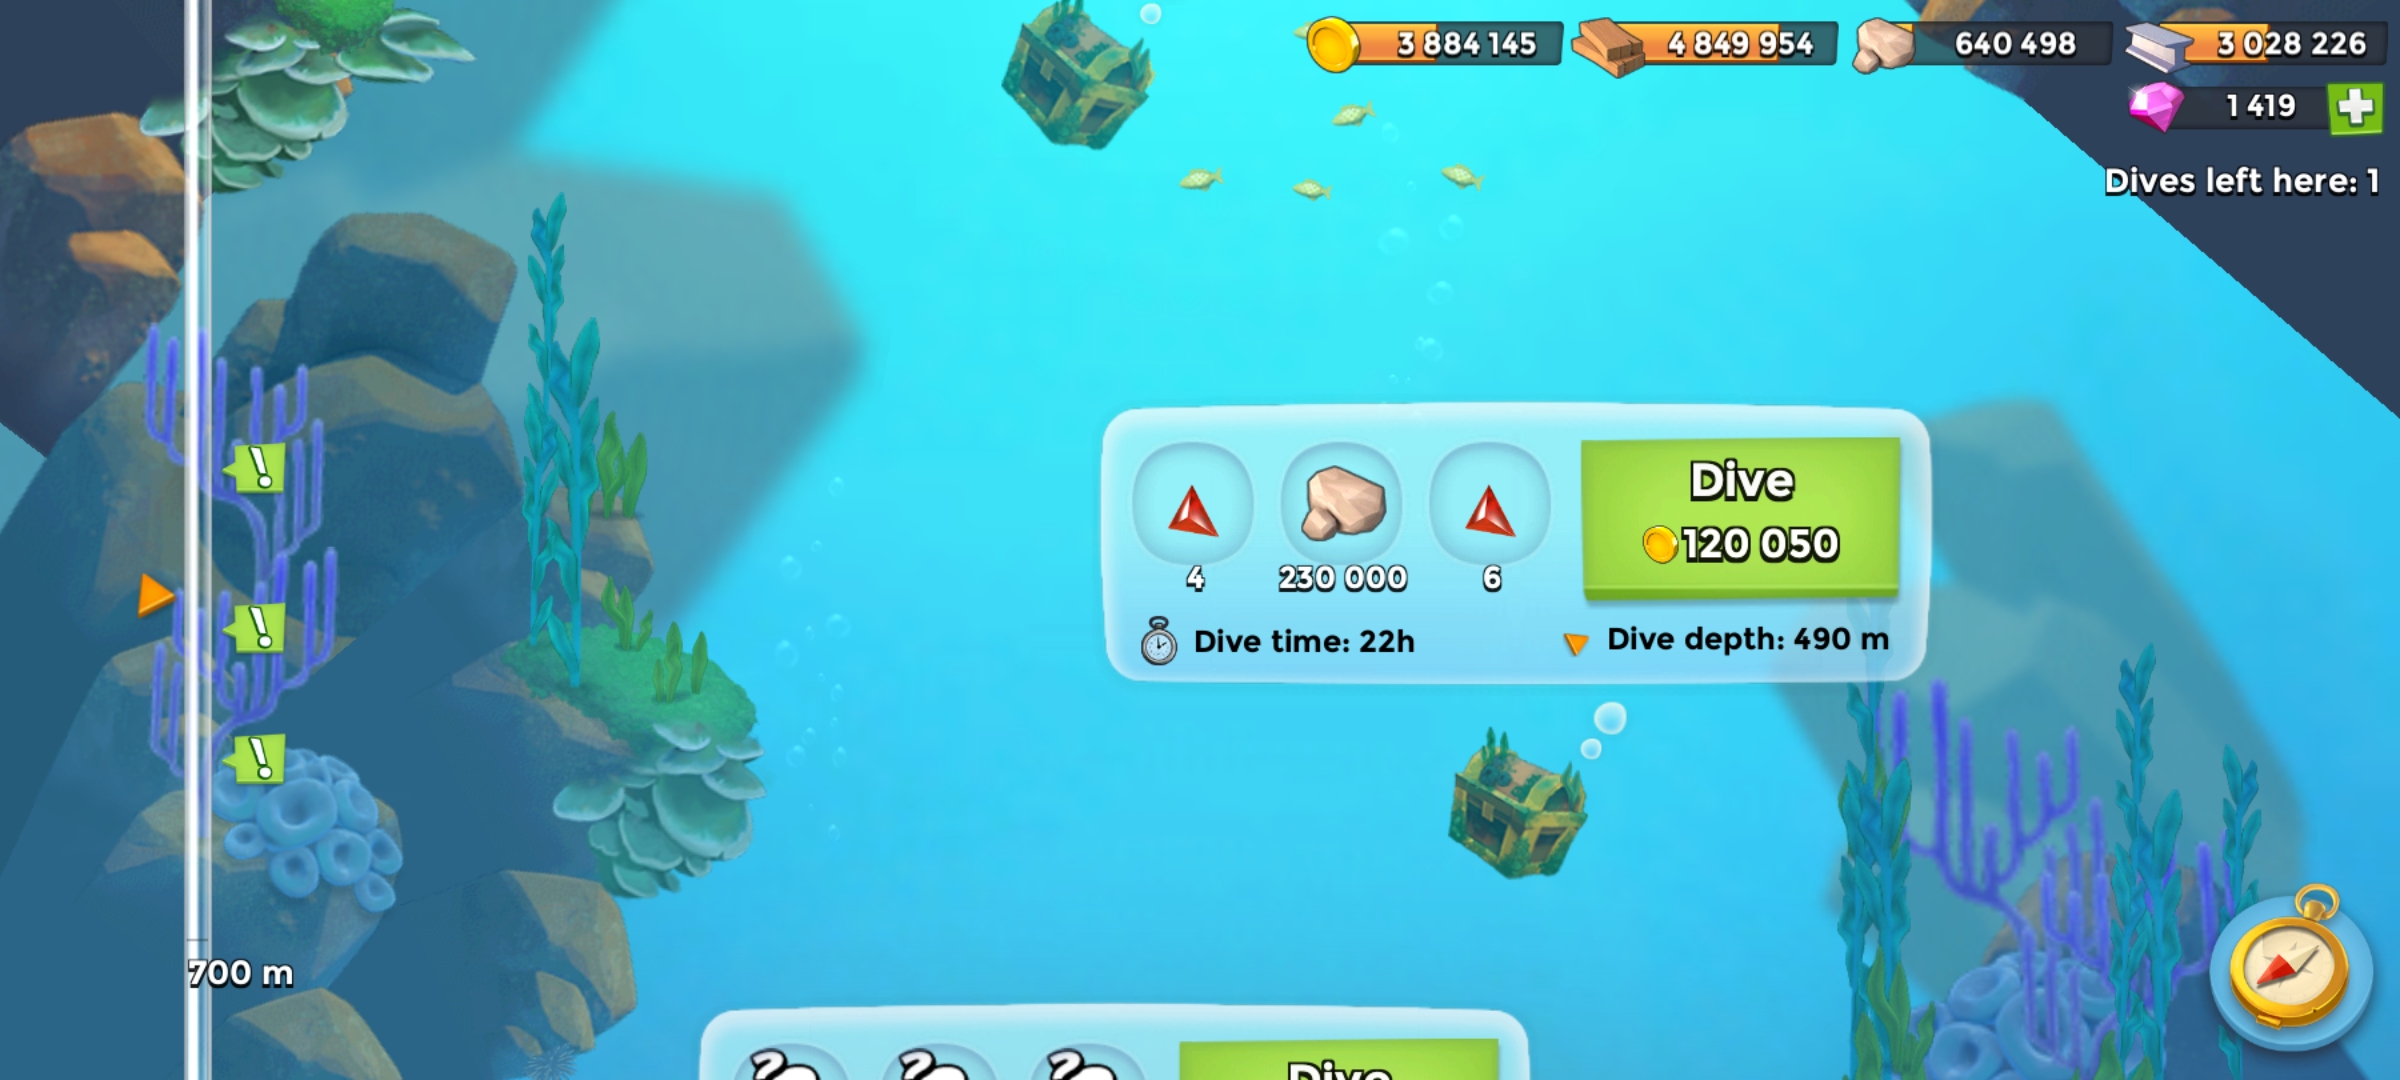 3 884 145
4 849 954
640 498
3 028 226
1 419
Dives left here: 1
!
!
!
4
230 000
6
Dive
120 050
Dive time: 22h
Dive depth: 490 m
700 m
?
?
?
Dive